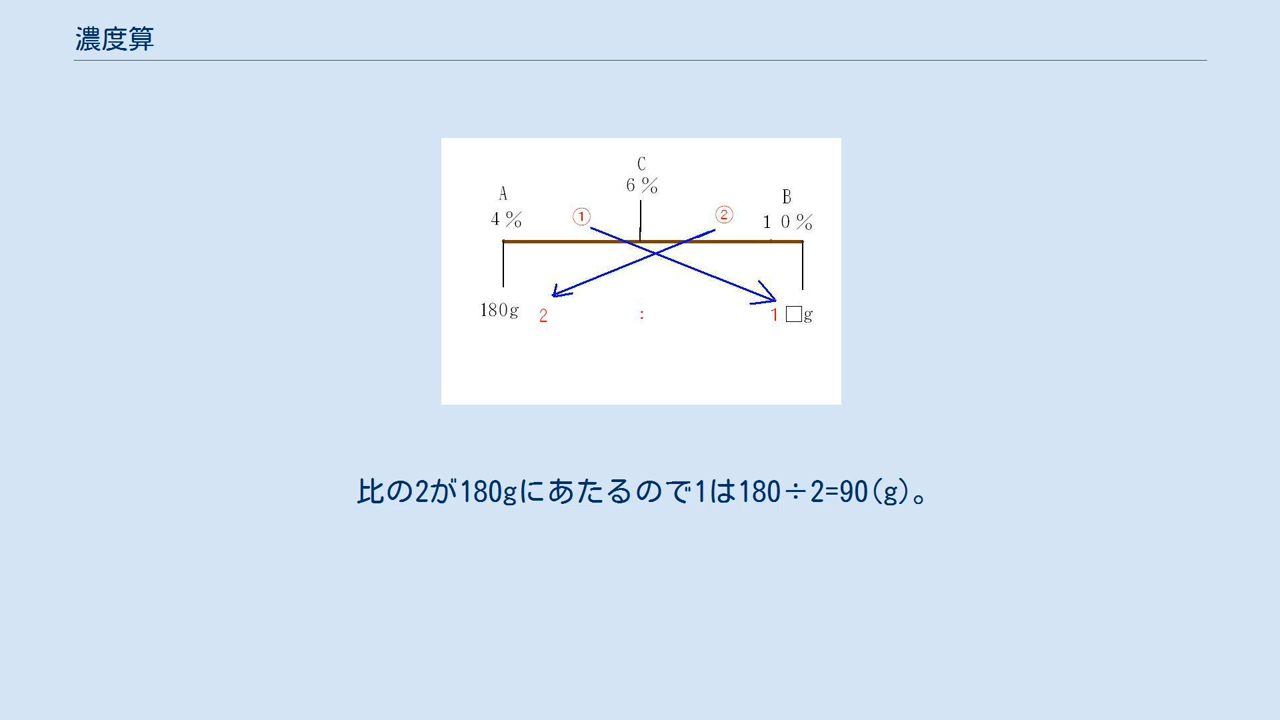 濃度算
C
6%
A
4%
①
②
B
10%
180g
2
:
1
□g
比の2が180gにあたるので1は180÷2=90(g)。